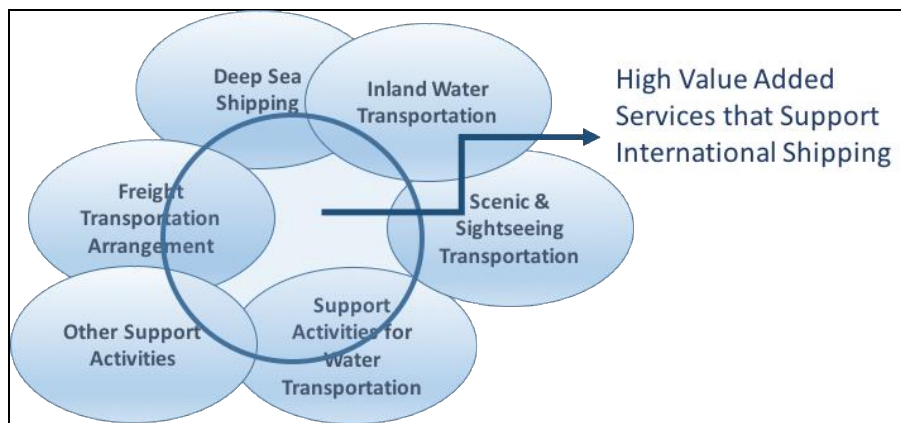 Deep Sea
Shipping
Inland Water
Transportation
High Value Added
Services that Support
International Shipping
Freight
Transportation
Arrangement
Scenic &
Sightseeing
Transportation
Other Support
Activities
Support
Activities for
Water
Transportation